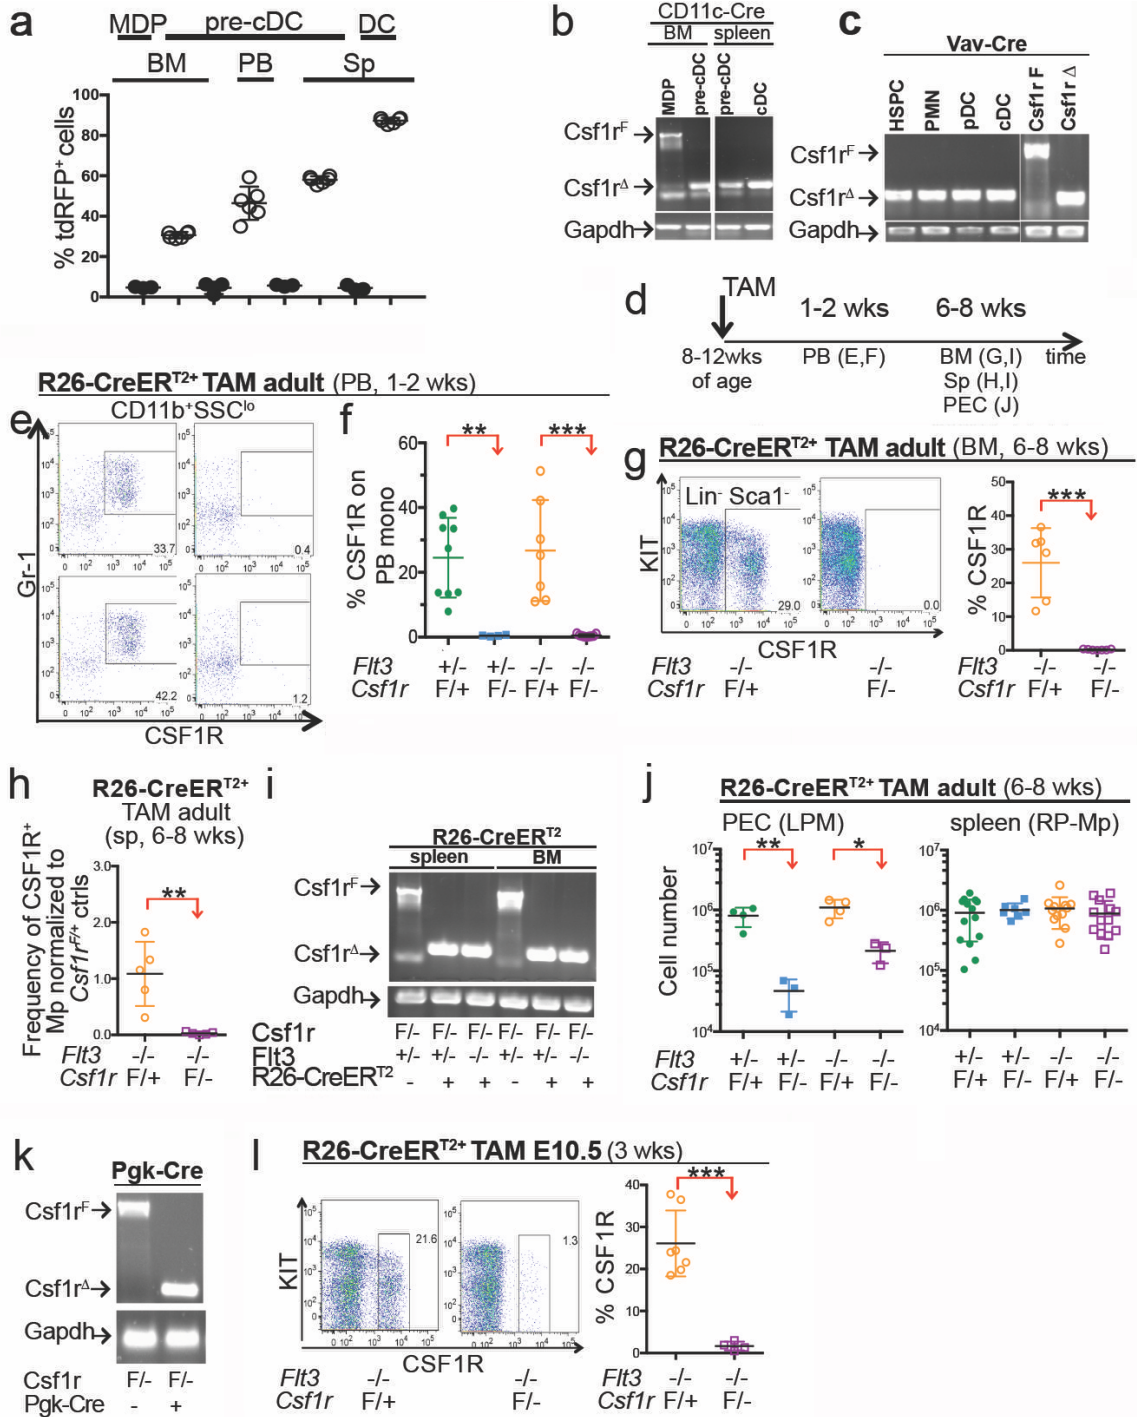 a
MDP pre-cDC DC
BM PB Sp
% tdRFP⁺ cells
100
80
60
40
20
0
b
CD11c-Cre
BM spleen
MDP
pre-cDC
pre-cDC
cDC
Csf1rᶠ
Csf1rᐃ
Gapdh
c
Vav-Cre
HSPC
PMN
pDC
cDC
Csf1r F
Csf1r Δ
Csf1rᶠ
Csf1rᐃ
Gapdh
d
TAM
1-2 wks 6-8 wks
8-12wks of age
PB (E,F)
BM (G,I)
Sp (H,I)
PEC (J)
time
R26-CreERᵀ²⁺ TAM adult (PB, 1-2 wks)
e
CD11b⁺SSCˡᵒ
Gr-1
33.7
0.4
42.2
1.2
CSF1R
f
% CSF1R on PB mono
60
40
20
0
** ***
Flt3 +/- +/- -/- -/-
Csf1r F/+ F/- F/+ F/-
R26-CreERᵀ²⁺ TAM adult (BM, 6-8 wks)
g
Lin⁻ Sca1⁻
KIT
29.0
0.0
CSF1R
Flt3 -/- -/-
Csf1r F/+ F/-
% CSF1R
50
40
30
20
10
0
***
-/- -/-
F/+ F/-
h
R26-CreERᵀ²⁺
TAM adult
(sp, 6-8 wks)
Frequency of CSF1R⁺ Mp normalized to Csf1rᶠ/⁺ ctrls
3.0
2.0
1.0
0.0
**
Flt3 -/- -/-
Csf1r F/+ F/-
i
R26-CreERᵀ²
spleen BM
Csf1rᶠ
Csf1rᐃ
Gapdh
Csf1r F/- F/- F/- F/- F/- F/-
Flt3 +/- +/- -/- +/- +/- -/-
R26-CreERᵀ² - + + - + +
j
R26-CreERᵀ²⁺ TAM adult (6-8 wks)
PEC (LPM) spleen (RP-Mp)
Cell number
10⁷
10⁶
10⁵
10⁴
** *
10⁷
10⁶
10⁵
10⁴
Flt3 +/- +/- -/- -/- +/- +/- -/- -/-
Csf1r F/+ F/- F/+ F/- F/+ F/- F/+ F/-
k
Pgk-Cre
Csf1rᶠ
Csf1rᐃ
Gapdh
Csf1r F/- F/-
Pgk-Cre - +
l
R26-CreERᵀ²⁺ TAM E10.5 (3 wks)
KIT
21.6
1.3
CSF1R
Flt3 -/- -/-
Csf1r F/+ F/-
% CSF1R
40
30
20
10
0
***
Flt3 -/- -/-
Csf1r F/+ F/-